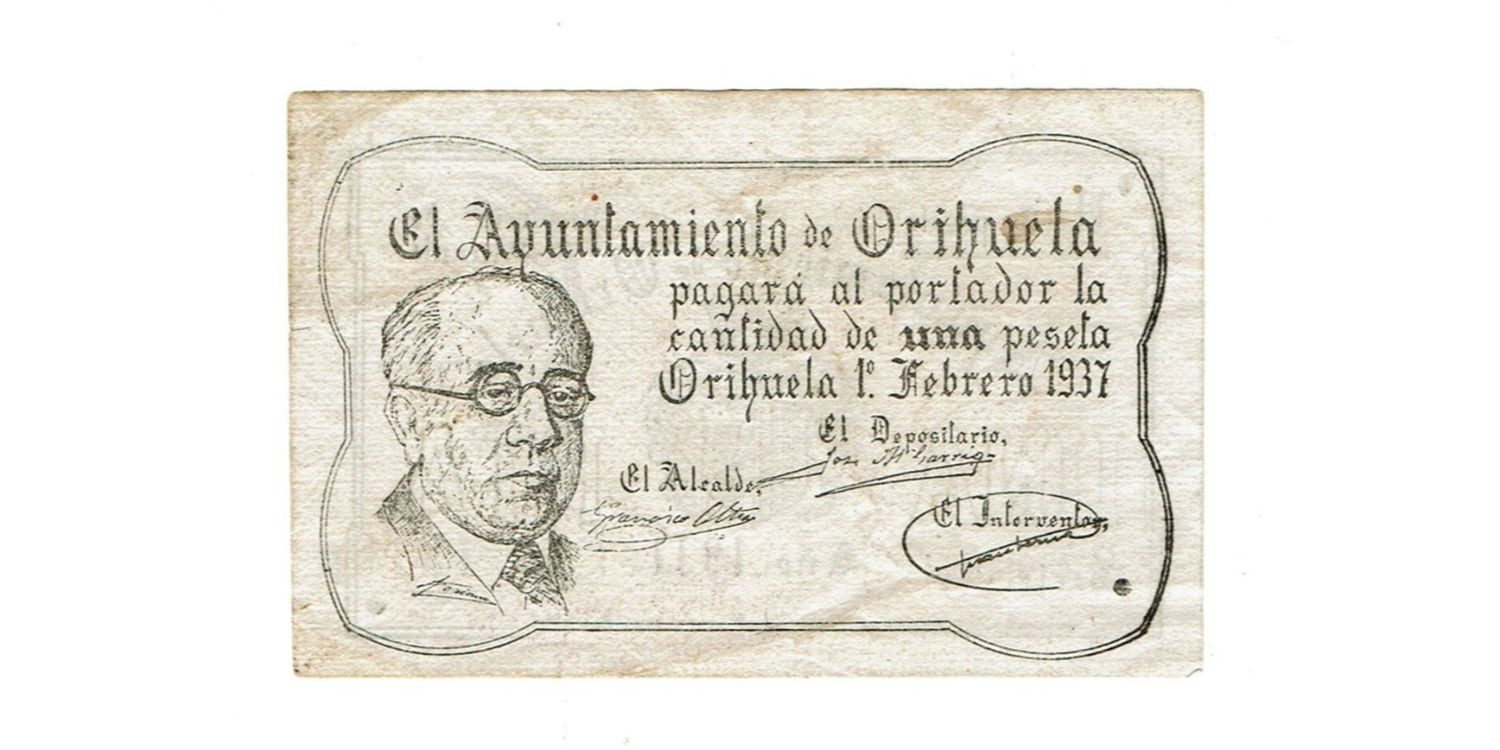 El Ayuntamiento de Orihuela
pagará al portador la
cantidad de una peseta
Orihuela 1º. Febrero 1937
El Depositario,
El Alcalde,
El Interventor,